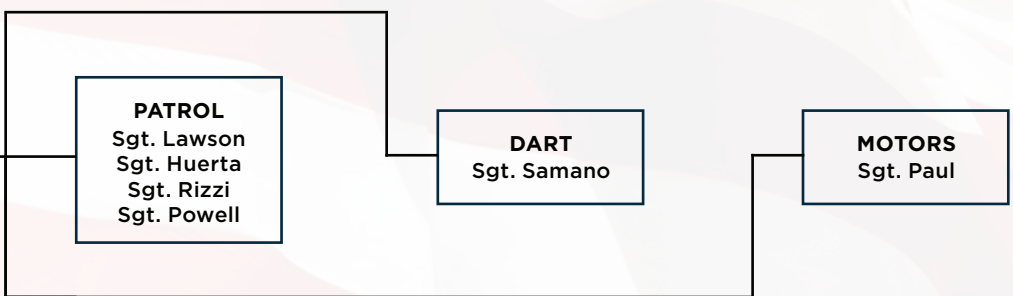 PATROL
Sgt. Lawson
Sgt. Huerta
Sgt. Rizzi
Sgt. Powell
DART
Sgt. Samano
MOTORS
Sgt. Paul